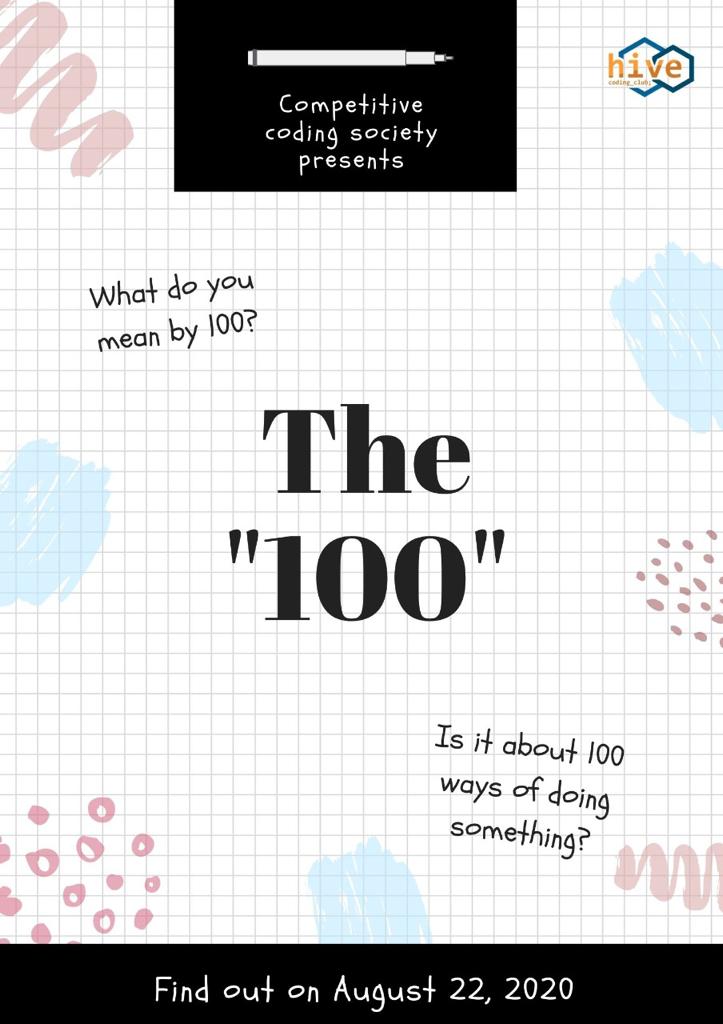 hive
coding_club;
Competitive
coding society
presents
What do you
mean by 100?
The
"100"
Is it about 100
ways of doing
something?
Find out on August 22, 2020